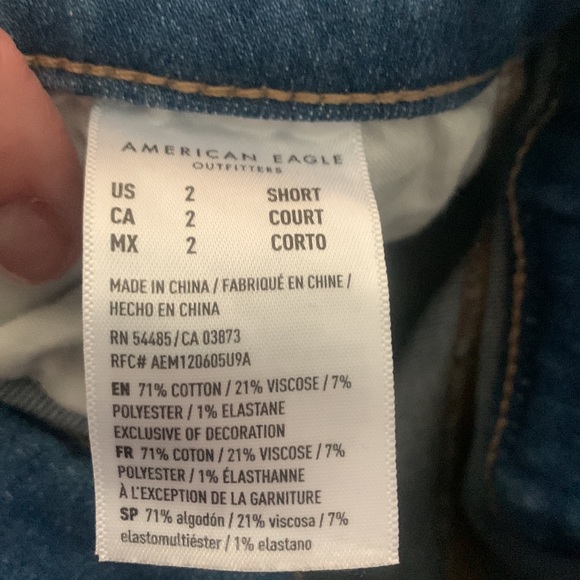 AMERICAN EAGLE
OUTFITTERS
US 2 SHORT
CA 2 COURT
MX 2 CORTO
MADE IN CHINA / FABRIQUÉ EN CHINE /
HECHO EN CHINA
RN 54485 / CA 03873
RFC# AEM120605U9A
EN 71% COTTON / 21% VISCOSE / 7%
POLYESTER / 1% ELASTANE
EXCLUSIVE OF DECORATION
FR 71% COTON / 21% VISCOSE / 7%
POLYESTER / 1% ÉLASTHANNE
À L'EXCEPTION DE LA GARNITURE
SP 71% algodón / 21% viscosa / 7%
elastomultiéster / 1% elastano